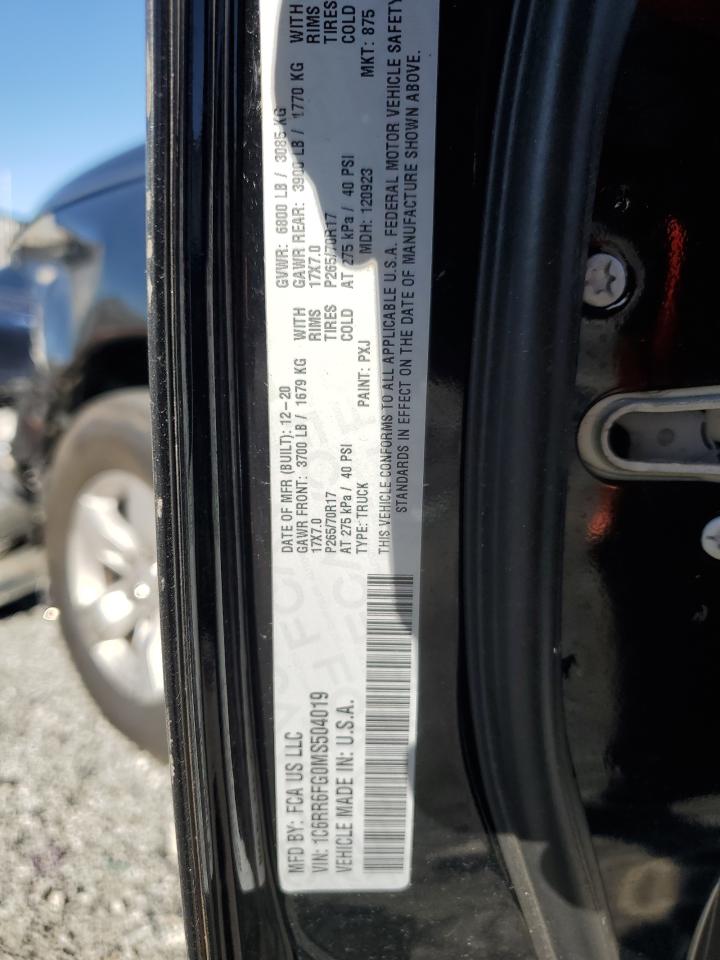 MFD BY: FCA US LLC
VIN: 1C6RR6FG0MS504019
VEHICLE MADE IN: U.S.A.
DATE OF MFR (BUILT): 12-20 GVWR: 6800 LB / 3085 KG
GAWR FRONT: 3700 LB / 1679 KG WITH GAWR REAR: 3900 LB / 1770 KG WITH
17X7.0 RIMS 17X7.0 RIMS
P265/70R17 TIRES P265/70R17 TIRES
AT 275 kPa / 40 PSI COLD AT 275 kPa / 40 PSI COLD
TYPE: TRUCK PAINT: PXJ MDH: 120923 MKT: 875
THIS VEHICLE CONFORMS TO ALL APPLICABLE U.S.A. FEDERAL MOTOR VEHICLE SAFETY
STANDARDS IN EFFECT ON THE DATE OF MANUFACTURE SHOWN ABOVE.